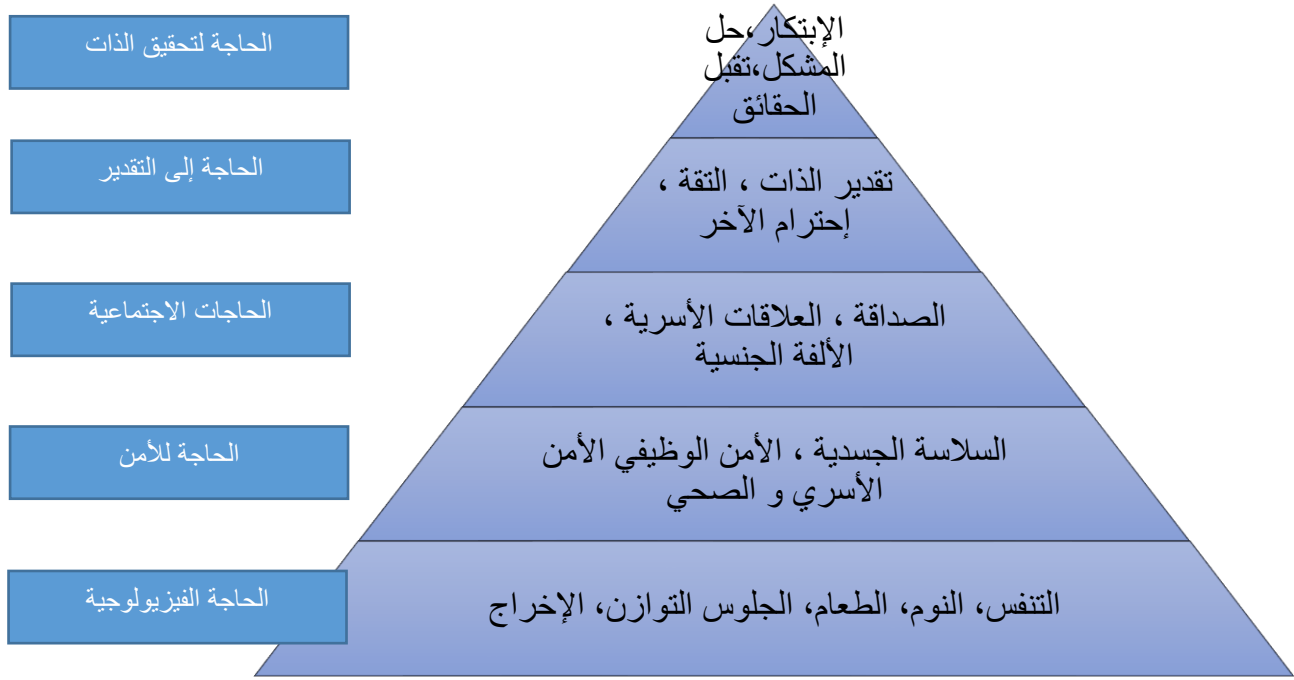 الحاجة لتحقيق الذات
الإبتكار،حل
المشكل،تقبل
الحقائق
الحاجة إلى التقدير
تقدير الذات ، التقة ،
إحترام الآخر
الحاجات الاجتماعية
الصداقة ، العلاقات الأسرية ،
الألفة الجنسية
الحاجة للأمن
السلاسة الجسدية ، الأمن الوظيفي الأمن
الأسري و الصحي
الحاجة الفيزيولوجية
التنفس، النوم، الطعام، الجلوس التوازن، الإخراج